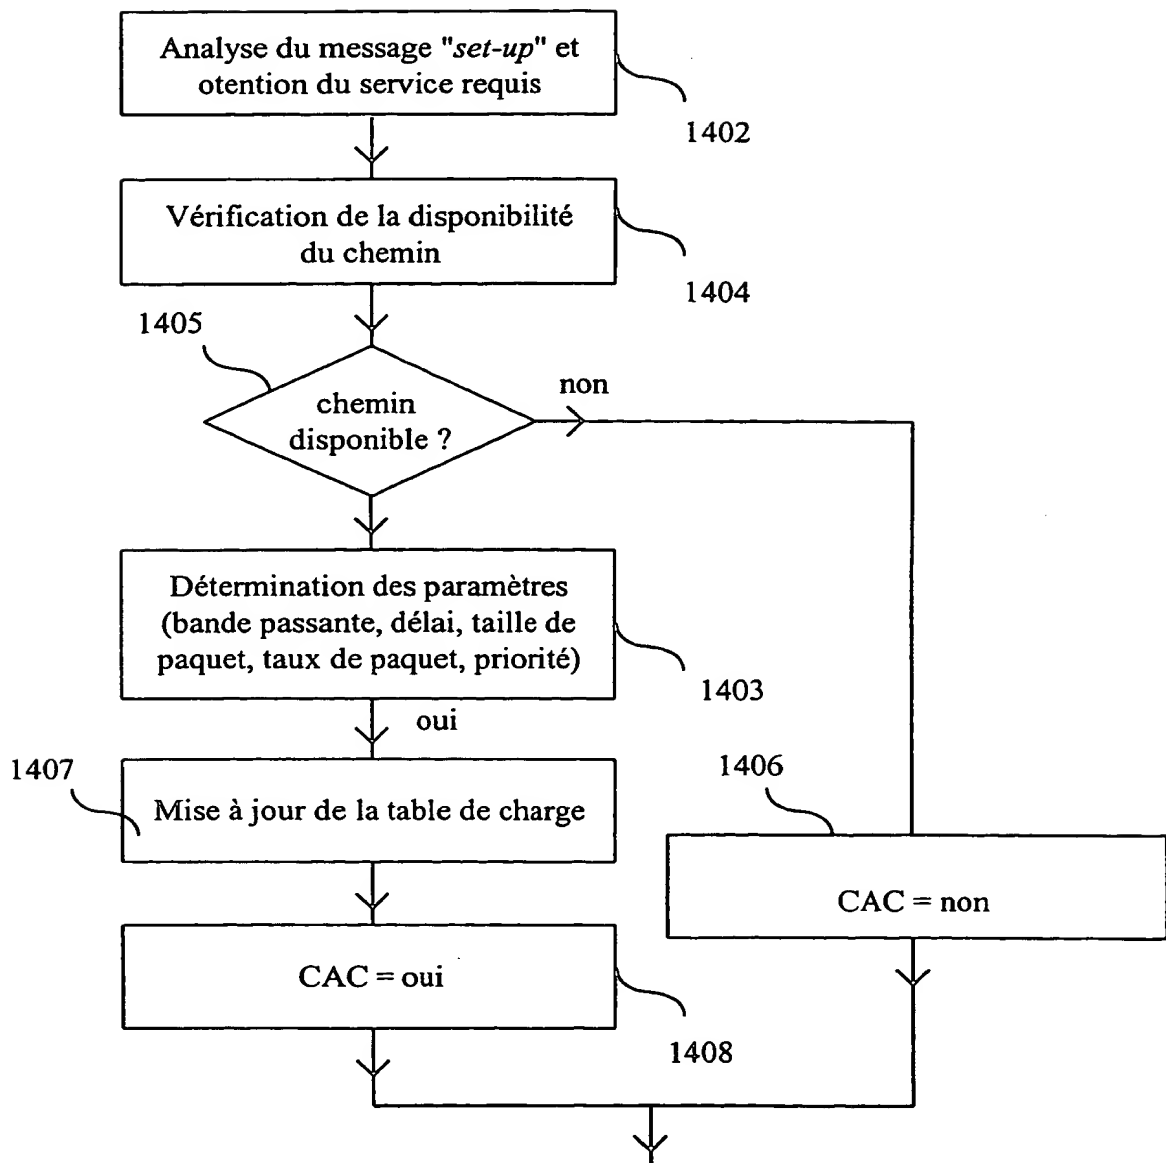 Analyse du message "set-up" et
otention du service requis
1402
Vérification de la disponibilité
du chemin
1404
1405
chemin
disponible ?
non
Détermination des paramètres
(bande passante, délai, taille de
paquet, taux de paquet, priorité)
1403
oui
1407
Mise à jour de la table de charge
1406
CAC = non
CAC = oui
1408